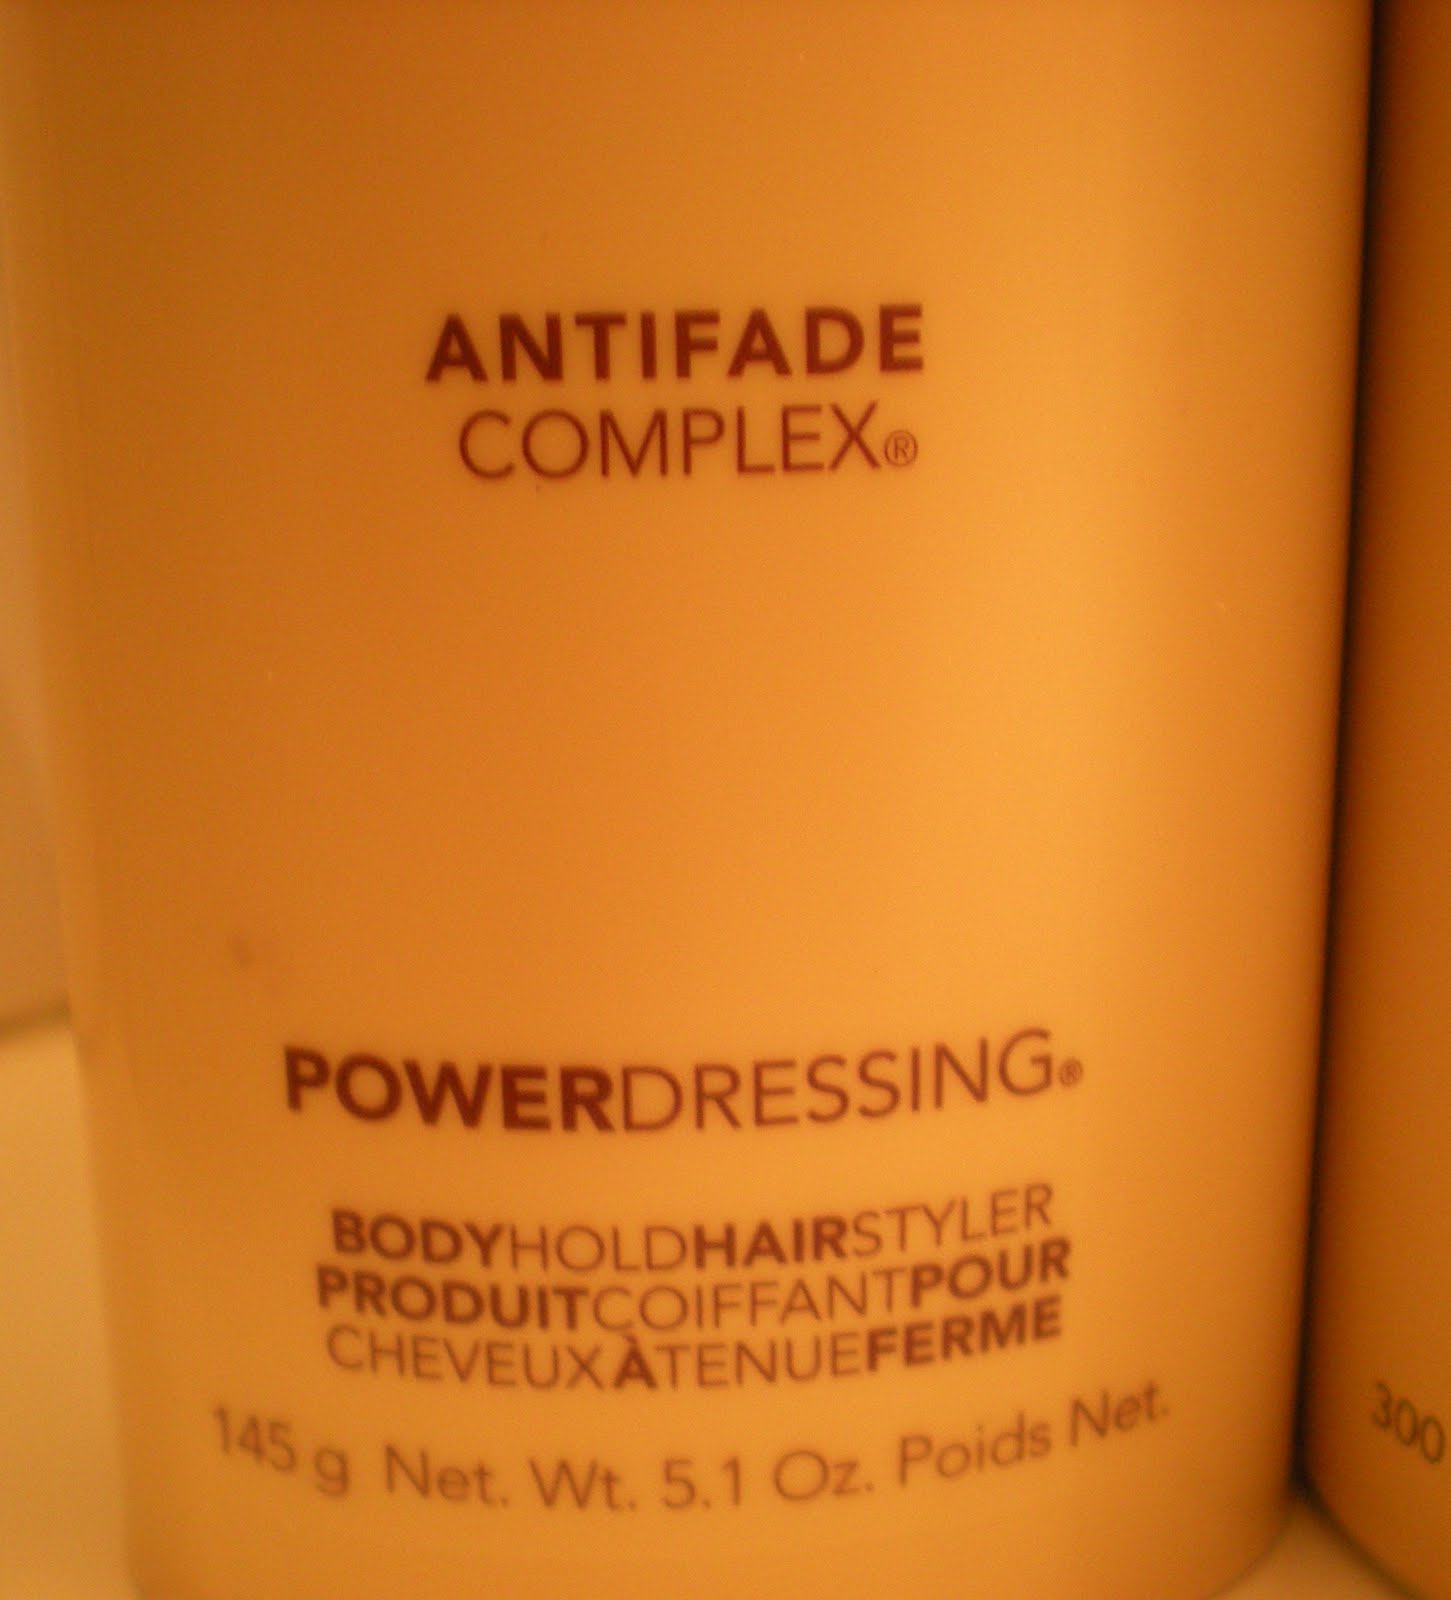 ANTIFADE
COMPLEX®
POWERDRESSING®
BODYHOLDHAIRSTYLER
PRODUITCOIFFANTPOUR
CHEVEUXÀTENUEFERME
145 g Net. Wt. 5.1 Oz. Poids Net.
300